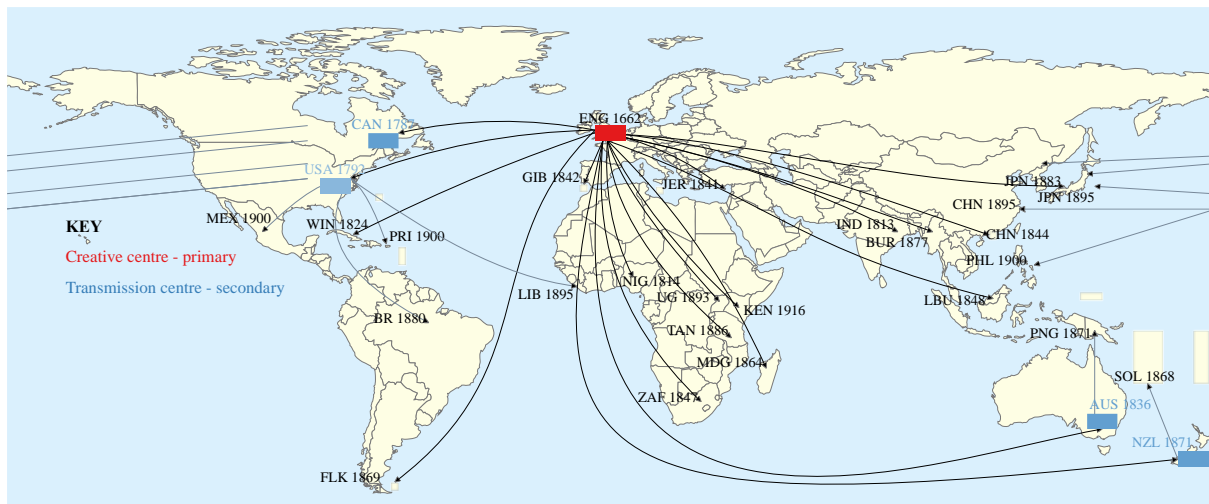 ENG 1662
CAN 178
USA 1792
GIB 1842
JER 1841
JPN 1883
JPN 1895
CHN 1895
MEX 1900
WIN 1824
IND 1813
CHN 1844
KEY
PRI 1900
BUR 1877
Creative centre - primary
PHL 1900
Transmission centre - secondary
LIB 1895
NIG 1814
UG 1893
LBU 1848
KEN 1916
BR 1880
TAN 1886
PNG 1871
MDG 1864
SOL 1868
ZAF 1847
AUS 1836
NZL 1871
FLK 1869